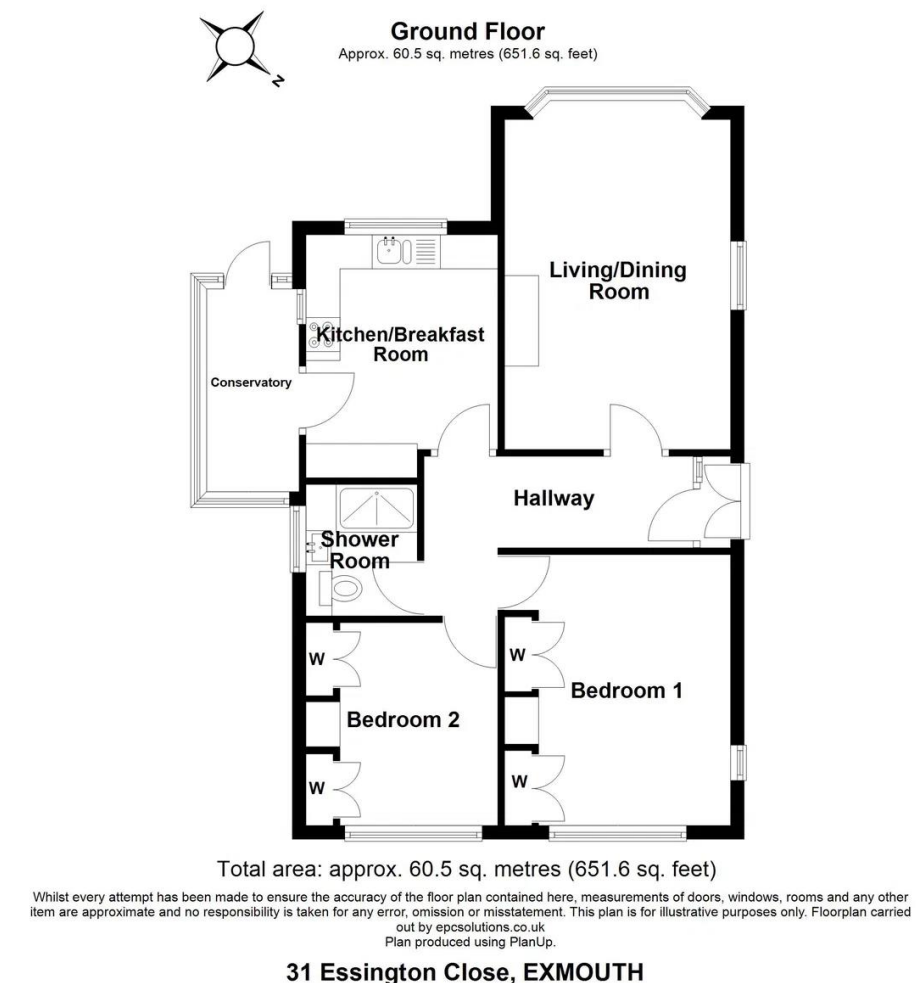 Ground Floor
Approx. 60.5 sq. metres (651.6 sq. feet)
N
Living/Dining
Room
Kitchen/Breakfast
Room
Conservatory
Hallway
Shower
Room
W
W
Bedroom 1
Bedroom 2
W
W
Total area: approx. 60.5 sq. metres (651.6 sq. feet)
Whilst every attempt has been made to ensure the accuracy of the floor plan contained here, measurements of doors, windows, rooms and any other
item are approximate and no responsibility is taken for any error, omission or misstatement. This plan is for illustrative purposes only. Floorplan carried
out by epcsolutions.co.uk
Plan produced using PlanUp.
31 Essington Close, EXMOUTH